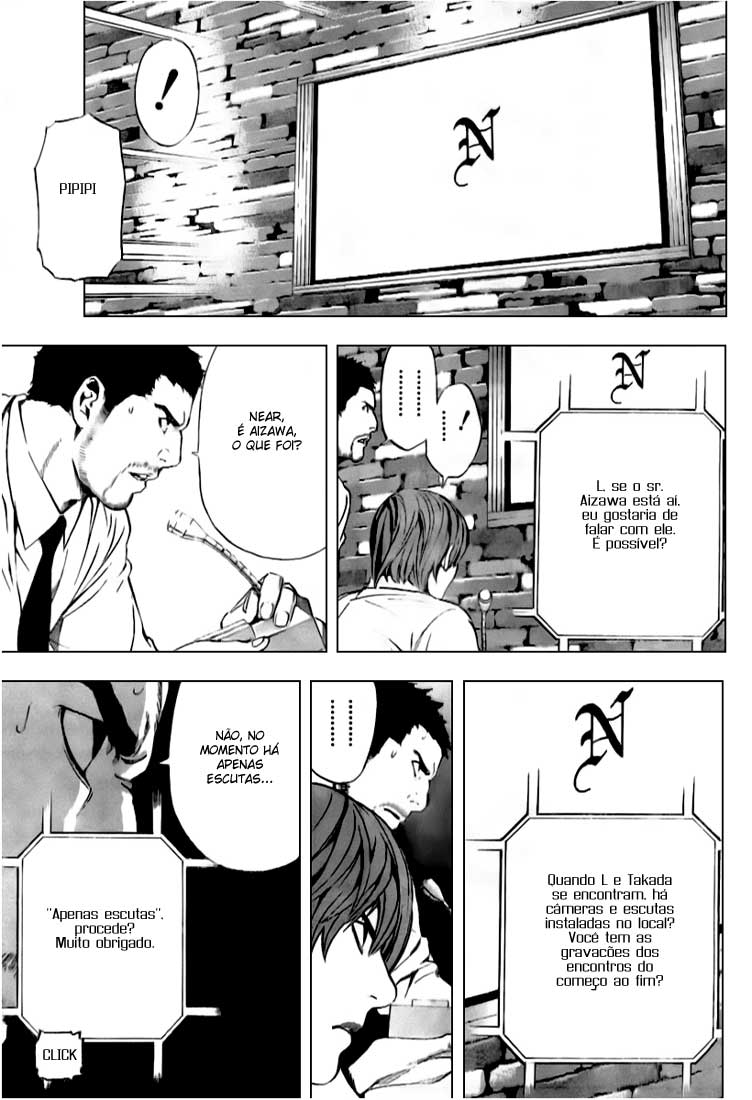 !
PIPIPI
N
N
L, se o sr.
Aizawa está aí,
eu gostaria de
falar com ele.
É possível?
!
NEAR,
É AIZAWA,
O QUE FOI?
N
Quando L e Takada
se encontram, há
câmeras e escutas
instaladas no local?
Você tem as
gravacões dos
encontros do
começo ao fim?
NÃO, NO
MOMENTO HÁ
APENAS
ESCUTAS...
"Apenas escutas",
procede?
Muito obrigado.
CLICK